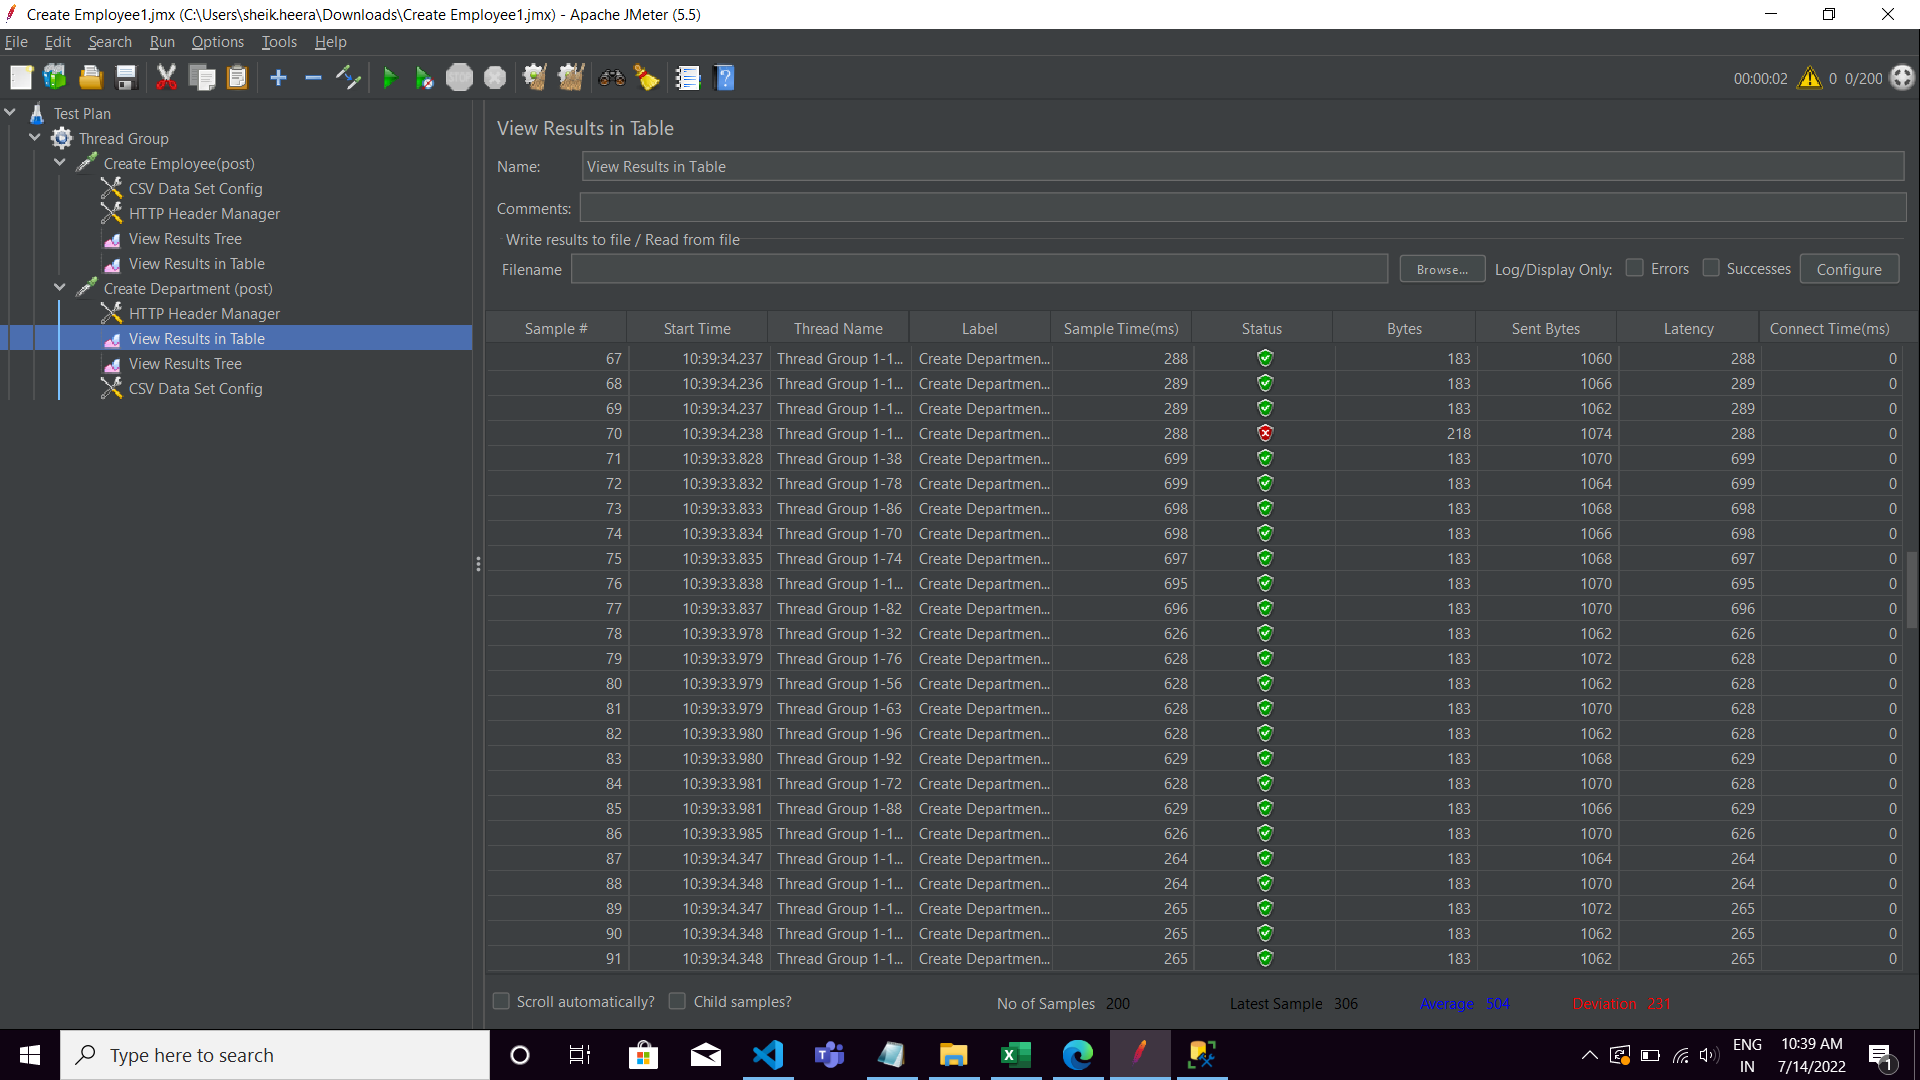 Create Employee1.jmx (C:\Users\sheik.heera\Downloads\Create Employee1.jmx) - Apache JMeter (5.5)
File Edit Search Run Options Tools Help
STOP 00:00:02 0 0/200
Test Plan
Thread Group
Create Employee(post)
CSV Data Set Config
HTTP Header Manager
View Results Tree
View Results in Table
Create Department (post)
HTTP Header Manager
View Results in Table
View Results Tree
CSV Data Set Config
View Results in Table
Name: View Results in Table
Comments:
Write results to file / Read from file
Filename Browse... Log/Display Only: Errors Successes Configure
Sample # Start Time Thread Name Label Sample Time(ms) Status Bytes Sent Bytes Latency Connect Time(ms)
67 10:39:34.237 Thread Group 1-1... Create Departmen... 288 183 1060 288 0
68 10:39:34.236 Thread Group 1-1... Create Departmen... 289 183 1066 289 0
69 10:39:34.237 Thread Group 1-1... Create Departmen... 289 183 1062 289 0
70 10:39:34.238 Thread Group 1-1... Create Departmen... 288 218 1074 288 0
71 10:39:33.828 Thread Group 1-38 Create Departmen... 699 183 1070 699 0
72 10:39:33.832 Thread Group 1-78 Create Departmen... 699 183 1064 699 0
73 10:39:33.833 Thread Group 1-86 Create Departmen... 698 183 1068 698 0
74 10:39:33.834 Thread Group 1-70 Create Departmen... 698 183 1066 698 0
75 10:39:33.835 Thread Group 1-74 Create Departmen... 697 183 1068 697 0
76 10:39:33.838 Thread Group 1-1... Create Departmen... 695 183 1070 695 0
77 10:39:33.837 Thread Group 1-82 Create Departmen... 696 183 1070 696 0
78 10:39:33.978 Thread Group 1-32 Create Departmen... 626 183 1062 626 0
79 10:39:33.979 Thread Group 1-76 Create Departmen... 628 183 1072 628 0
80 10:39:33.979 Thread Group 1-56 Create Departmen... 628 183 1062 628 0
81 10:39:33.979 Thread Group 1-63 Create Departmen... 628 183 1070 628 0
82 10:39:33.980 Thread Group 1-96 Create Departmen... 628 183 1062 628 0
83 10:39:33.980 Thread Group 1-92 Create Departmen... 629 183 1068 629 0
84 10:39:33.981 Thread Group 1-72 Create Departmen... 628 183 1070 628 0
85 10:39:33.981 Thread Group 1-88 Create Departmen... 629 183 1066 629 0
86 10:39:33.985 Thread Group 1-1... Create Departmen... 626 183 1070 626 0
87 10:39:34.347 Thread Group 1-1... Create Departmen... 264 183 1064 264 0
88 10:39:34.348 Thread Group 1-1... Create Departmen... 264 183 1070 264 0
89 10:39:34.347 Thread Group 1-1... Create Departmen... 265 183 1072 265 0
90 10:39:34.348 Thread Group 1-1... Create Departmen... 265 183 1062 265 0
91 10:39:34.348 Thread Group 1-1... Create Departmen... 265 183 1062 265 0
Scroll automatically? Child samples? No of Samples 200 Latest Sample 306 Average 504 Deviation 231
Type here to search
ENG
IN
10:39 AM
7/14/2022
1